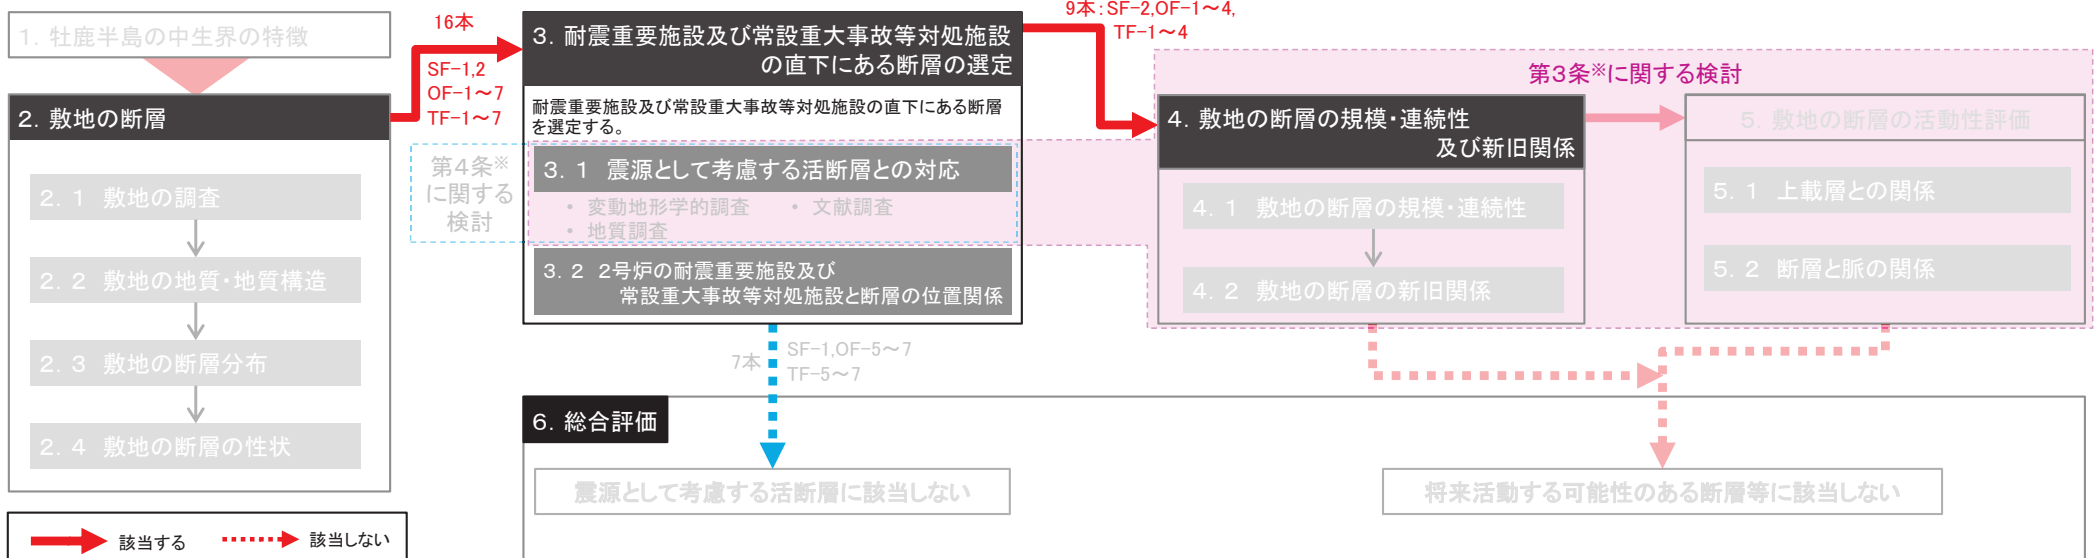 1. 牡鹿半島の中生界の特徴
2. 敷地の断層
2. 1 敷地の調査
2. 2 敷地の地質・地質構造
2. 3 敷地の断層分布
2. 4 敷地の断層の性状
16本
SF-1,2
OF-1～7
TF-1～7
3. 耐震重要施設及び常設重大事故等対処施設
の直下にある断層の選定
耐震重要施設及び常設重大事故等対処施設の直下にある断層
を選定する。
第4条※
に関する
検討
3. 1 震源として考慮する活断層との対応
・ 変動地形学的調査 ・ 文献調査
・ 地質調査
3. 2 2号炉の耐震重要施設及び
常設重大事故等対処施設と断層の位置関係
9本:SF-2,OF-1～4,
TF-1～4
第3条※に関する検討
4. 敷地の断層の規模・連続性
及び新旧関係
4. 1 敷地の断層の規模・連続性
4. 2 敷地の断層の新旧関係
5. 敷地の断層の活動性評価
5. 1 上載層との関係
5. 2 断層と脈の関係
7本
SF-1,OF-5～7
TF-5～7
6. 総合評価
震源として考慮する活断層に該当しない
将来活動する可能性のある断層等に該当しない
該当する
該当しない